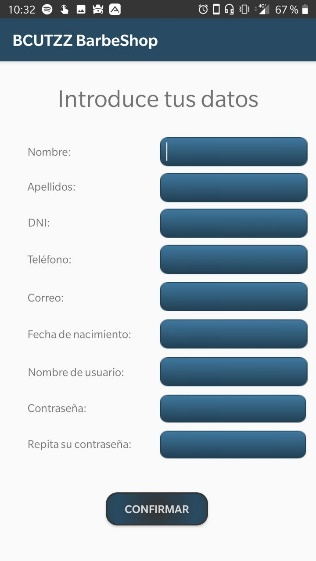 10:32
67 %
BCUTZZ BarbeShop
Introduce tus datos
Nombre:
Apellidos:
DNI:
Teléfono:
Correo:
Fecha de nacimiento:
Nombre de usuario:
Contraseña:
Repita su contraseña:
CONFIRMAR